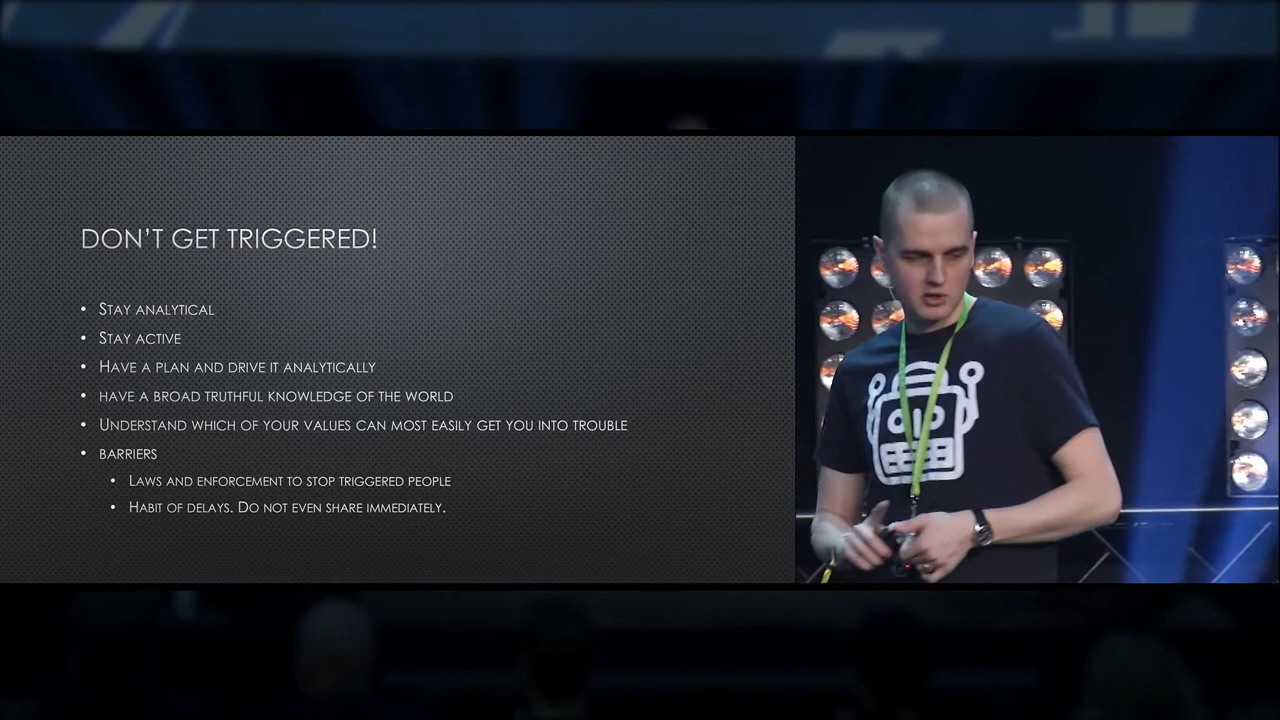 DON'T GET TRIGGERED!
• STAY ANALYTICAL
• STAY ACTIVE
• HAVE A PLAN AND DRIVE IT ANALYTICALLY
• HAVE A BROAD TRUTHFUL KNOWLEDGE OF THE WORLD
• UNDERSTAND WHICH OF YOUR VALUES CAN MOST EASILY GET YOU INTO TROUBLE
• BARRIERS
• LAWS AND ENFORCEMENT TO STOP TRIGGERED PEOPLE
• HABIT OF DELAYS. DO NOT EVEN SHARE IMMEDIATELY.